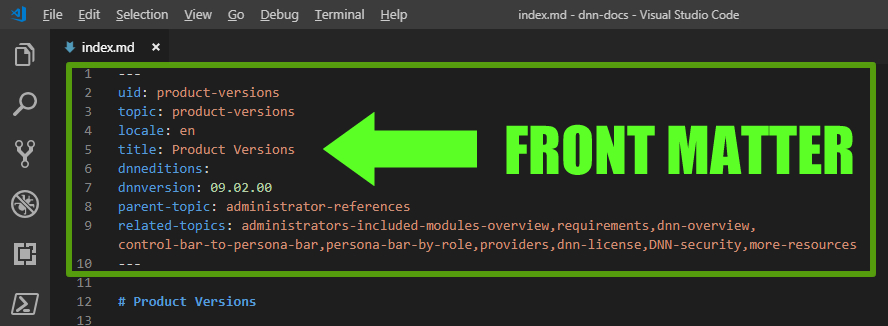 File Edit Selection View Go Debug Terminal Help index.md - dnn-docs - Visual Studio Code
index.md ×
1 ---
2 uid: product-versions
3 topic: product-versions
4 locale: en
5 title: Product Versions
6 dnneditions:
7 dnnversion: 09.02.00
8 parent-topic: administrator-references
9 related-topics: administrators-included-modules-overview,requirements,dnn-overview,
control-bar-to-persona-bar,persona-bar-by-role,providers,dnn-license,DNN-security,more-resources
10 ---
11
12 # Product Versions
13
FRONT MATTER